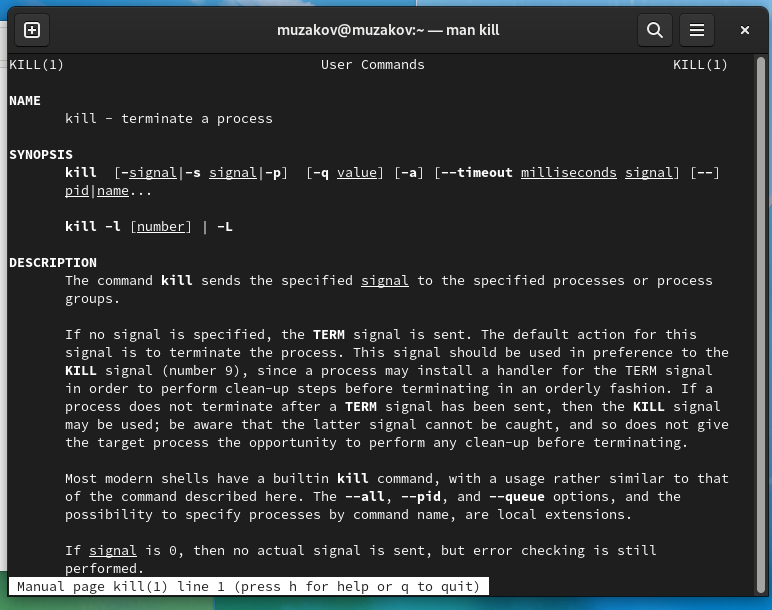 muzakov@muzakov:~ — man kill
KILL(1) User Commands KILL(1)
NAME
kill - terminate a process
SYNOPSIS
kill [-signal|-s signal|-p] [-q value] [-a] [--timeout milliseconds signal] [--]
pid|name...
kill -l [number] | -L
DESCRIPTION
The command kill sends the specified signal to the specified processes or process
groups.
If no signal is specified, the TERM signal is sent. The default action for this
signal is to terminate the process. This signal should be used in preference to the
KILL signal (number 9), since a process may install a handler for the TERM signal
in order to perform clean-up steps before terminating in an orderly fashion. If a
process does not terminate after a TERM signal has been sent, then the KILL signal
may be used; be aware that the latter signal cannot be caught, and so does not give
the target process the opportunity to perform any clean-up before terminating.
Most modern shells have a builtin kill command, with a usage rather similar to that
of the command described here. The --all, --pid, and --queue options, and the
possibility to specify processes by command name, are local extensions.
If signal is 0, then no actual signal is sent, but error checking is still
performed.
Manual page kill(1) line 1 (press h for help or q to quit)